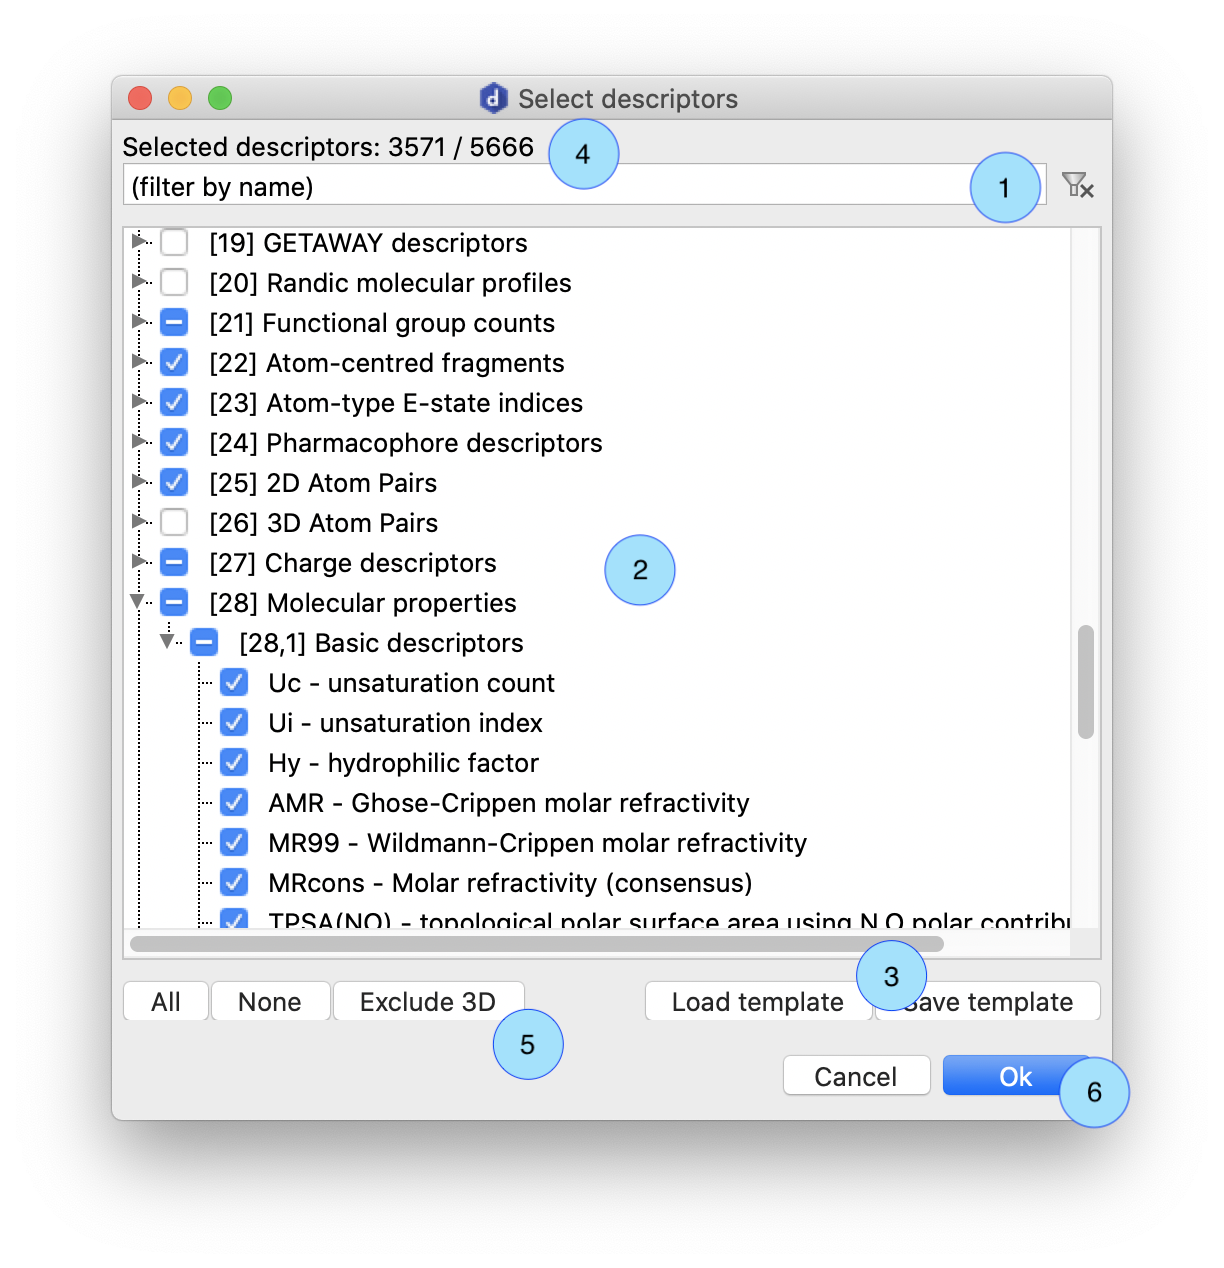 Select descriptors
Selected descriptors: 3571 / 5666
4
(filter by name)
1
[19] GETAWAY descriptors
[20] Randic molecular profiles
[21] Functional group counts
[22] Atom-centred fragments
[23] Atom-type E-state indices
[24] Pharmacophore descriptors
[25] 2D Atom Pairs
[26] 3D Atom Pairs
[27] Charge descriptors
2
[28] Molecular properties
[28,1] Basic descriptors
Uc - unsaturation count
Ui - unsaturation index
Hy - hydrophilic factor
AMR - Ghose-Crippen molar refractivity
MR99 - Wildmann-Crippen molar refractivity
MRcons - Molar refractivity (consensus)
TPSA(NO) - topological polar surface area using N,O polar contribu
3
All None Exclude 3D Load template Save template
5
Cancel Ok
6